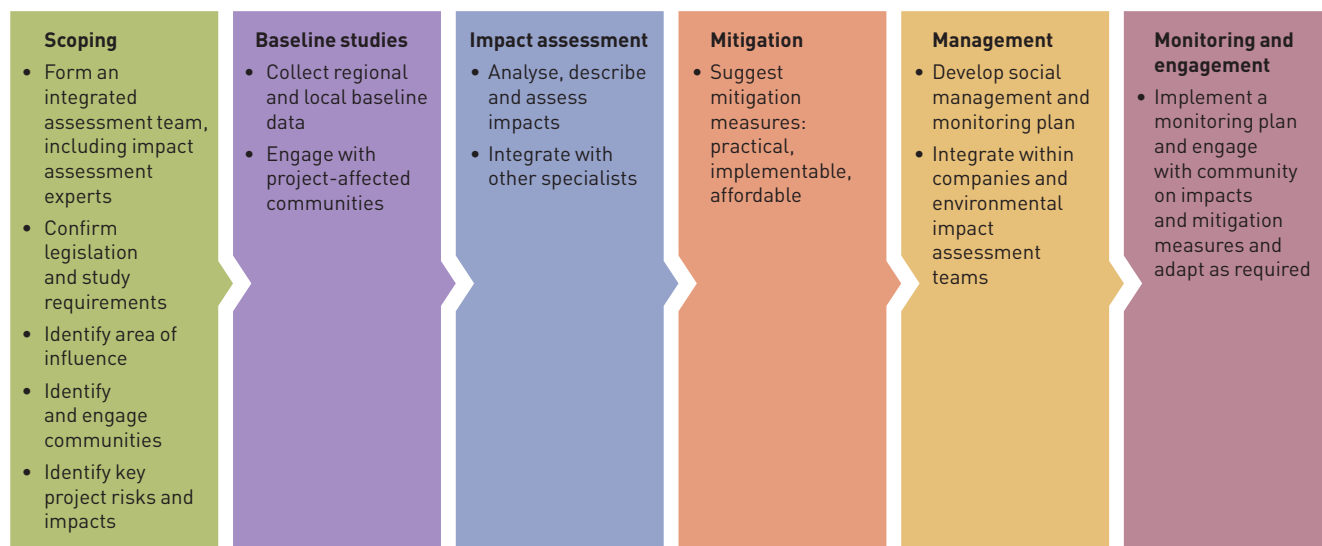 Scoping
• Form an
integrated
assessment team,
including impact
assessment
experts
• Confirm
legislation
and study
requirements
• Identify area of
influence
• Identify
and engage
communities
• Identify key
project risks and
impacts
Baseline studies
• Collect regional
and local baseline
data
• Engage with
project-affected
communities
Impact assessment
• Analyse, describe
and assess
impacts
• Integrate with
other specialists
Mitigation
• Suggest
mitigation
measures:
practical,
implementable,
affordable
Management
• Develop social
management and
monitoring plan
• Integrate within
companies and
environmental
impact
assessment
teams
Monitoring and
engagement
• Implement a
monitoring plan
and engage
with community
on impacts
and mitigation
measures and
adapt as required